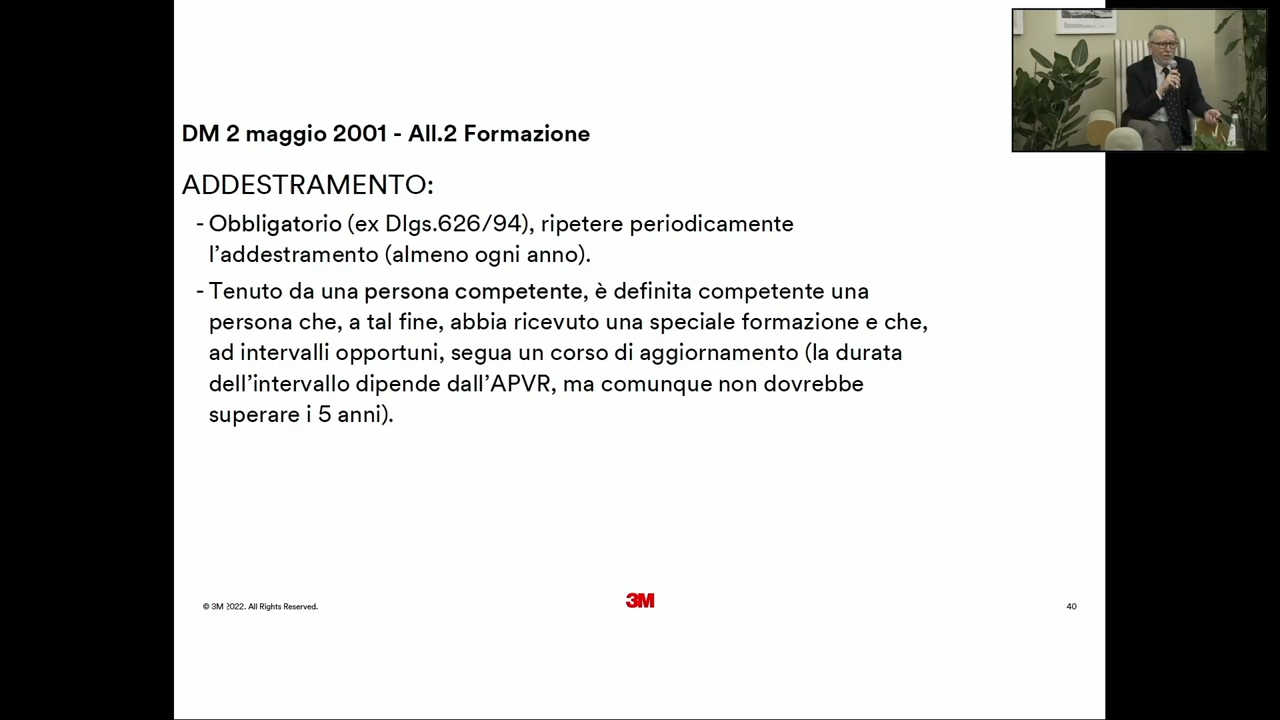 DM 2 maggio 2001 - All.2 Formazione
ADDESTRAMENTO:
- Obbligatorio (ex Dlgs.626/94), ripetere periodicamente
l’addestramento (almeno ogni anno).
- Tenuto da una persona competente, è definita competente una
persona che, a tal fine, abbia ricevuto una speciale formazione e che,
ad intervalli opportuni, segua un corso di aggiornamento (la durata
dell’intervallo dipende dall’APVR, ma comunque non dovrebbe
superare i 5 anni).
© 3M 2022. All Rights Reserved.
3M
40